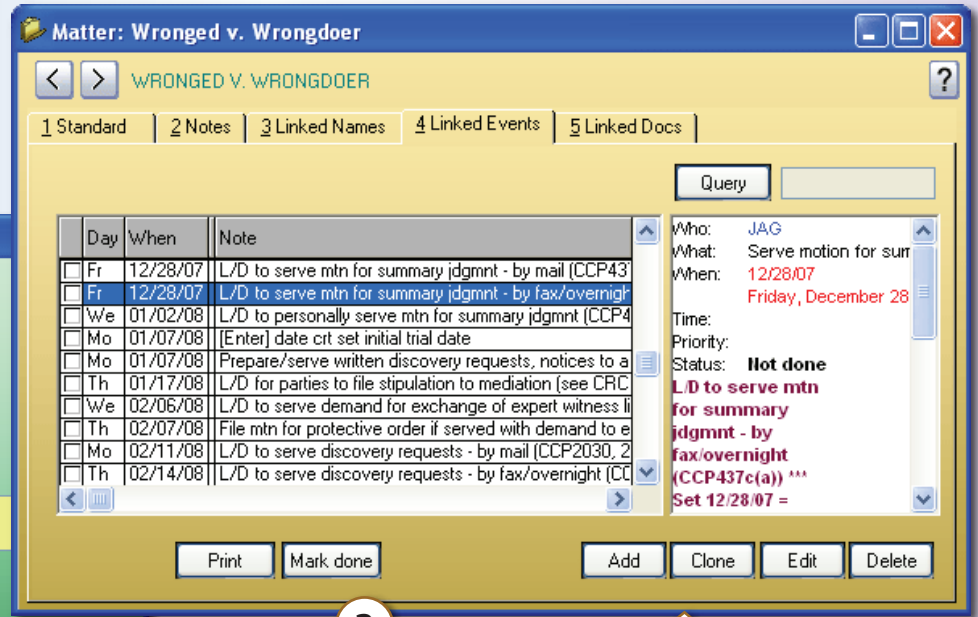 Matter: Wronged v. Wrongdoer
WRONGED V. WRONGDOER
?
1 Standard 2 Notes 3 Linked Names 4 Linked Events 5 Linked Docs
Query
Day When Note
Fr 12/28/07 L/D to serve mtn for summary jdgmnt - by mail (CCP43
Fr 12/28/07 L/D to serve mtn for summary jdgmnt - by fax/overnigh
We 01/02/08 L/D to personally serve mtn for summary jdgmnt (CCP4
Mo 01/07/08 [Enter] date crt set initial trial date
Mo 01/07/08 Prepare/serve written discovery requests, notices to a
Th 01/17/08 L/D for parties to file stipulation to mediation (see CRC
We 02/06/08 L/D to serve demand for exchange of expert witness li
Th 02/07/08 File mtn for protective order if served with demand to e
Mo 02/11/08 L/D to serve discovery requests - by mail (CCP2030, 2
Th 02/14/08 L/D to serve discovery requests - by fax/overnight (CC
Who: JAG
What: Serve motion for sum
When: 12/28/07
Friday, December 28
Time:
Priority:
Status: Not done
L/D to serve mtn
for summary
jdgmnt - by
fax/overnight
(CCP437c(a)) ***
Set 12/28/07 =
Print Mark done Add Clone Edit Delete